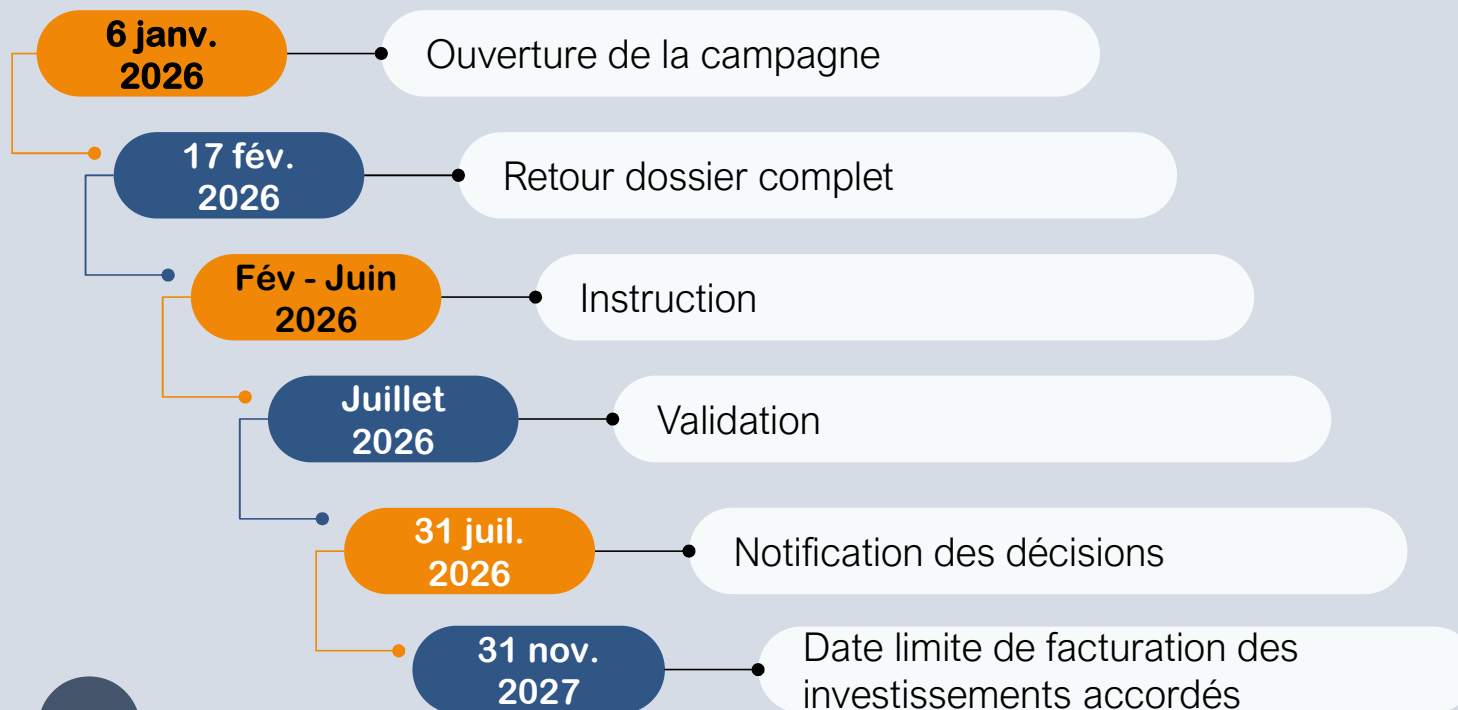 6 janv.
2026
Ouverture de la campagne
17 fév.
2026
Retour dossier complet
Fév - Juin
2026
Instruction
Juillet
2026
Validation
31 juil.
2026
Notification des décisions
31 nov.
2027
Date limite de facturation des
investissements accordés